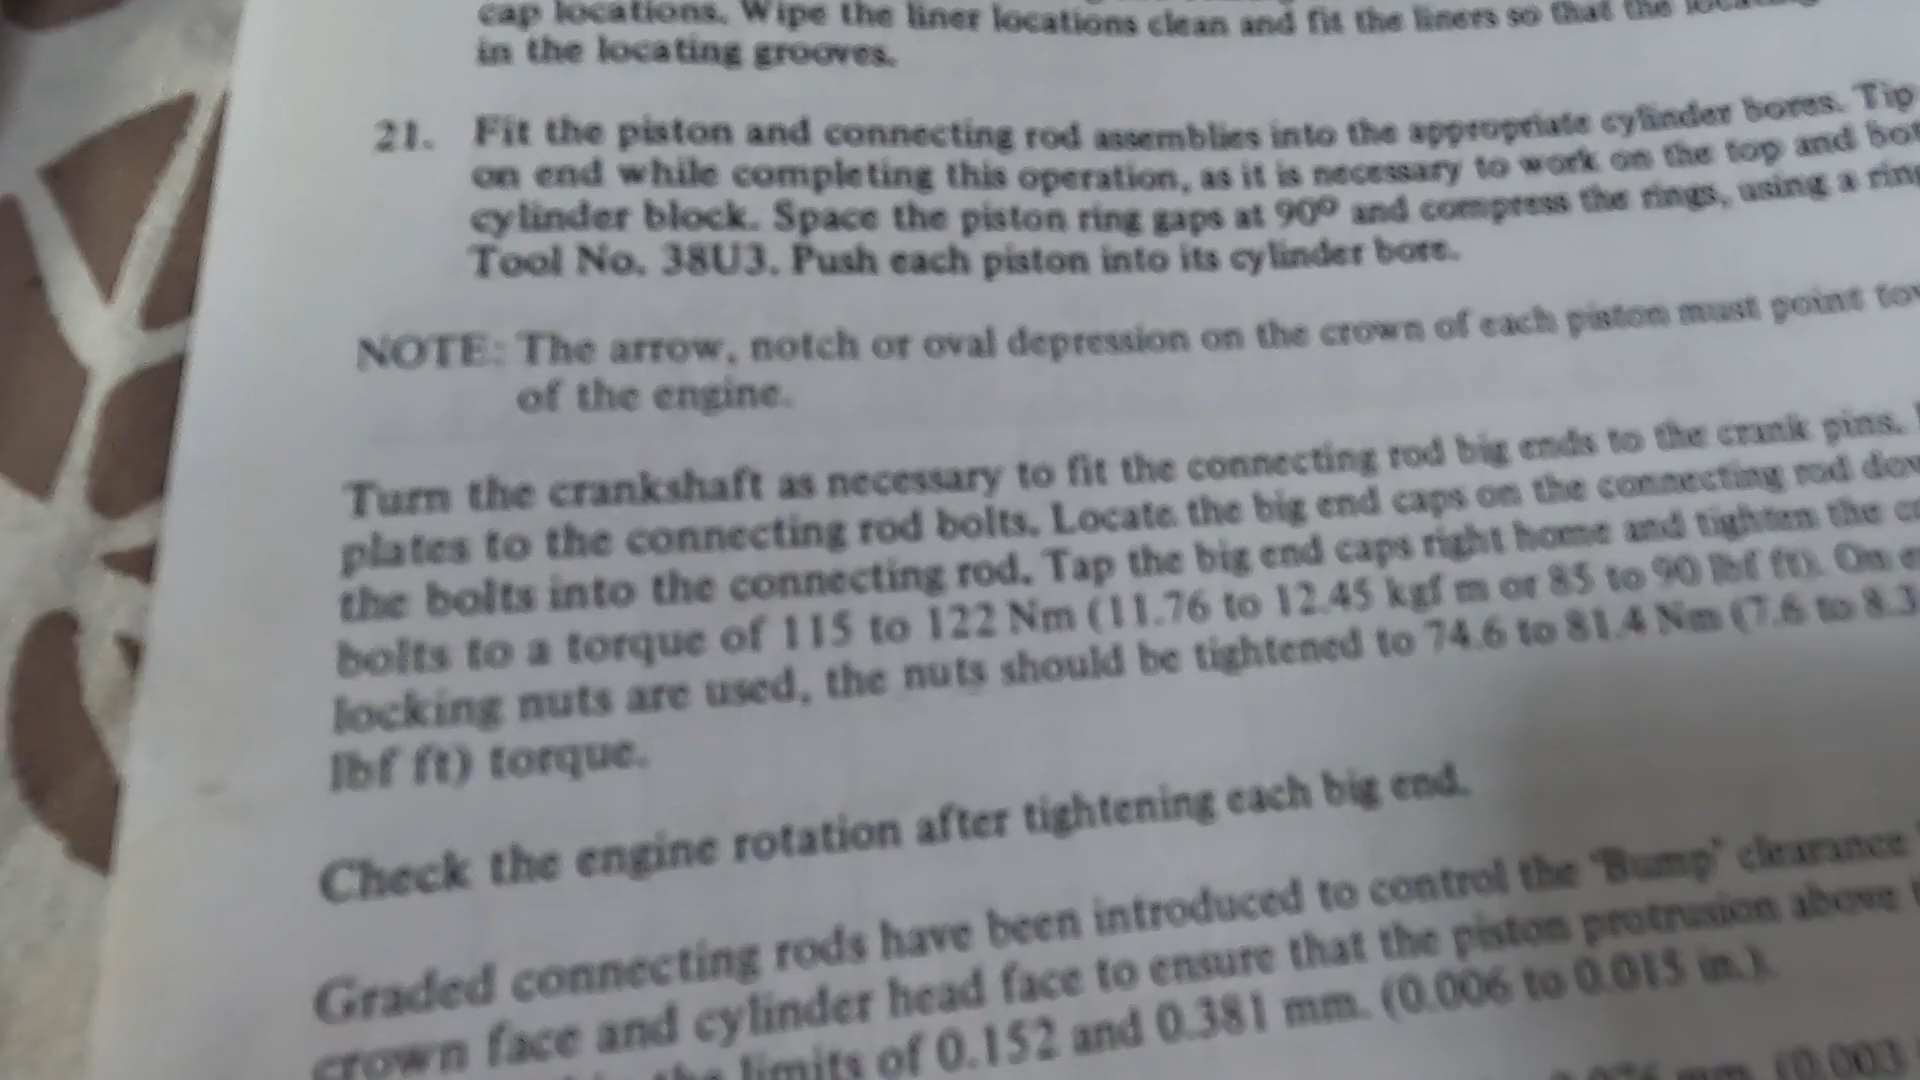 cap locations. Wipe the liner locations clean and fit the liners so that the
in the locating grooves.
21. Fit the piston and connecting rod assemblies into the appropriate cylinder bores. Tip
on end while completing this operation, as it is necessary to work on the top and
cylinder block. Space the piston ring gaps at 90° and compress the rings, using a
Tool No. 38U3. Push each piston into its cylinder bore.
NOTE: The arrow, notch or oval depression on the crown of each piston must point
of the engine.
Turn the crankshaft as necessary to fit the connecting rod big ends to the crank pins.
plates to the connecting rod bolts. Locate the big end caps on the connecting rod
the bolts into the connecting rod. Tap the big end caps right home and tighten the
bolts to a torque of 115 to 122 Nm (11.76 to 12.45 kgf m or 85 to 90 lbf ft). On
locking nuts are used, the nuts should be tightened to 74.6 to 81.4 Nm (7.6 to 8.3
lbf ft) torque.
Check the engine rotation after tightening each big end.
Graded connecting rods have been introduced to control the 'Bump' clearance
crown face and cylinder head face to ensure that the piston protrusion above
the limits of 0.152 and 0.381 mm. (0.006 to 0.015 in.).
mm. (0.003